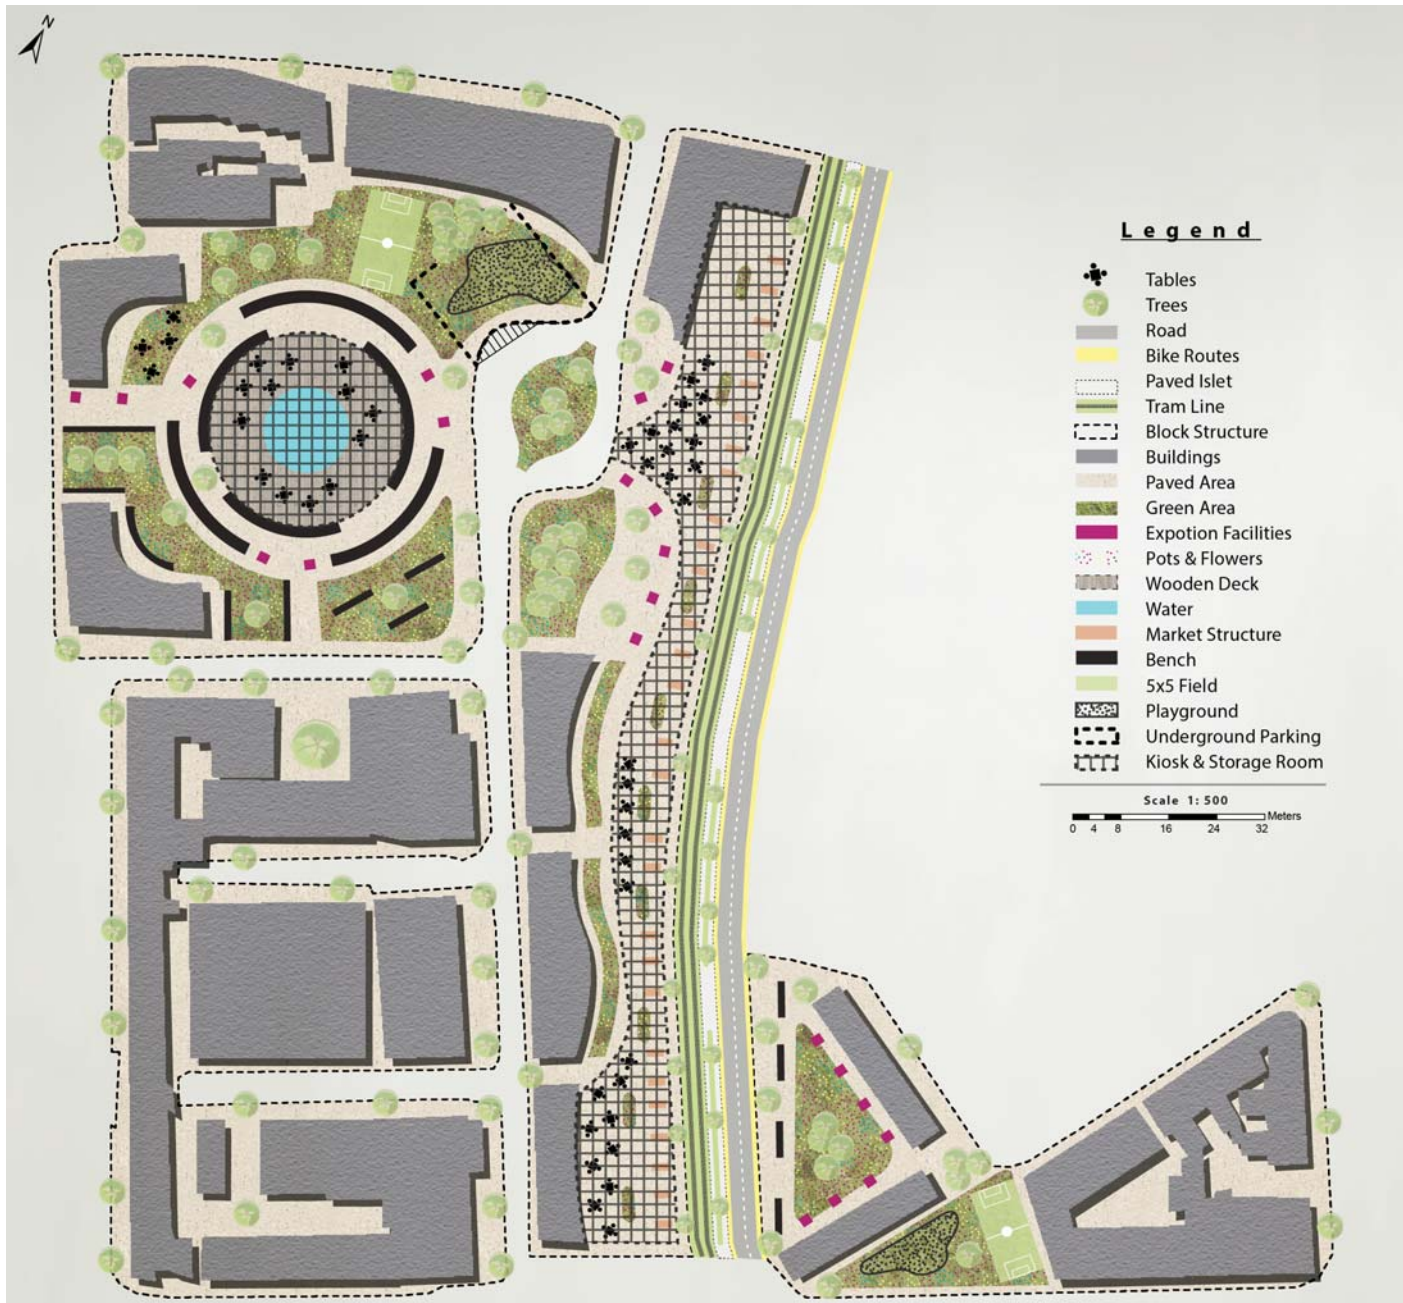 N
Legend
Tables
Trees
Road
Bike Routes
Paved Islet
Tram Line
Block Structure
Buildings
Paved Area
Green Area
Expotion Facilities
Pots & Flowers
Wooden Deck
Water
Market Structure
Bench
5x5 Field
Playground
Underground Parking
Kiosk & Storage Room
Scale 1: 500
Meters
0 4 8 16 24 32